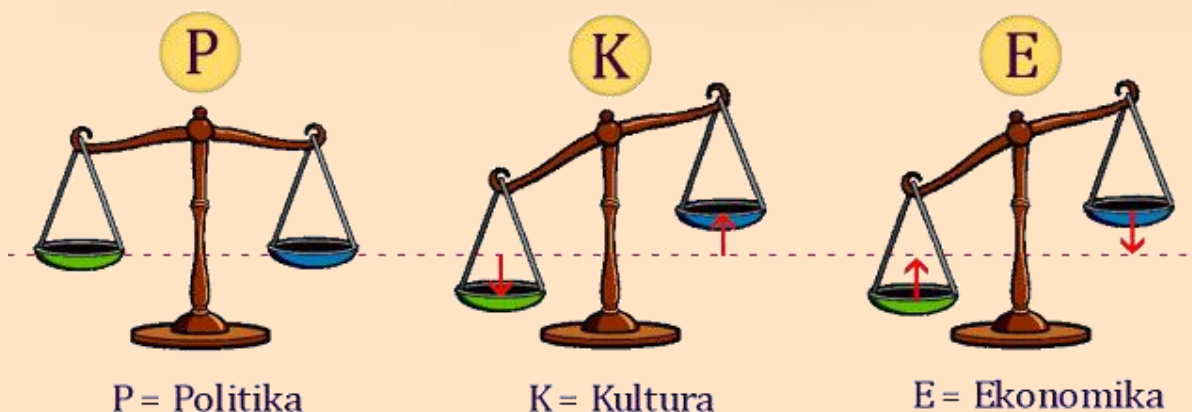 P
K
E
P = Politika
K = Kultura
E = Ekonomika